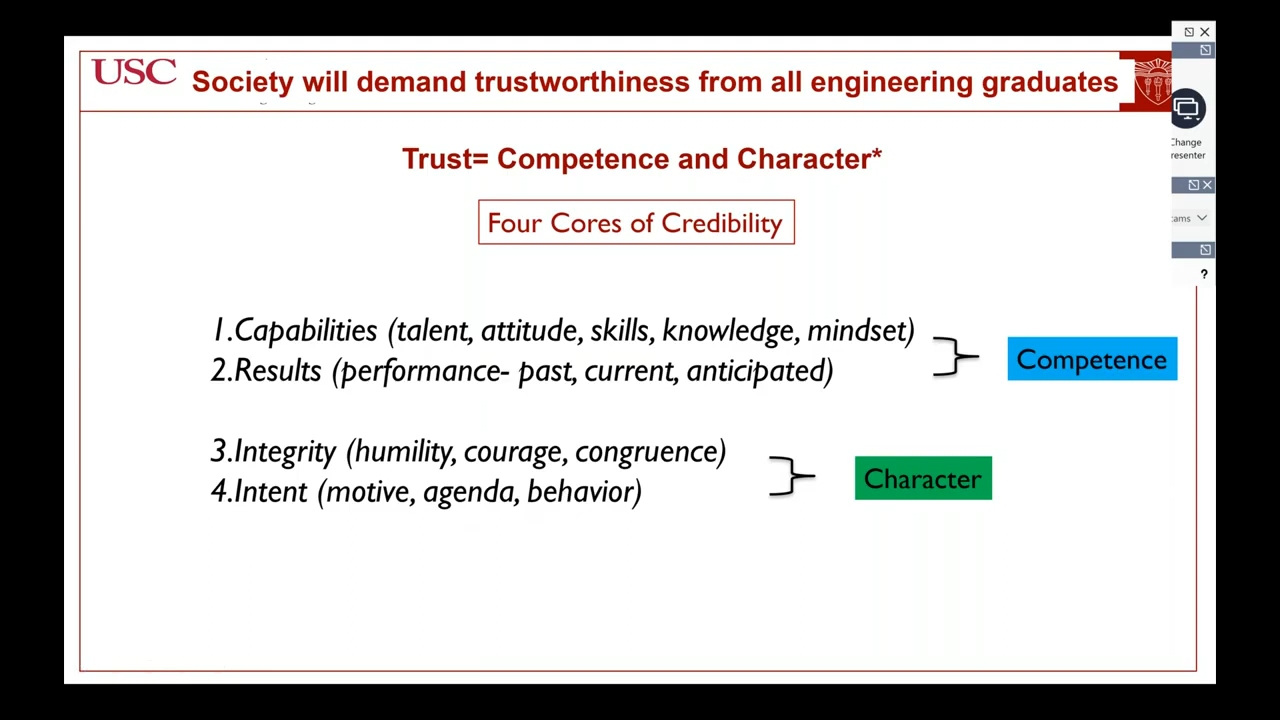 USC
Society will demand trustworthiness from all engineering graduates
Trust= Competence and Character*
Four Cores of Credibility
1.Capabilities (talent, attitude, skills, knowledge, mindset)
2.Results (performance- past, current, anticipated)
Competence
3.Integrity (humility, courage, congruence)
4.Intent (motive, agenda, behavior)
Character
Change
resenter
ams
?